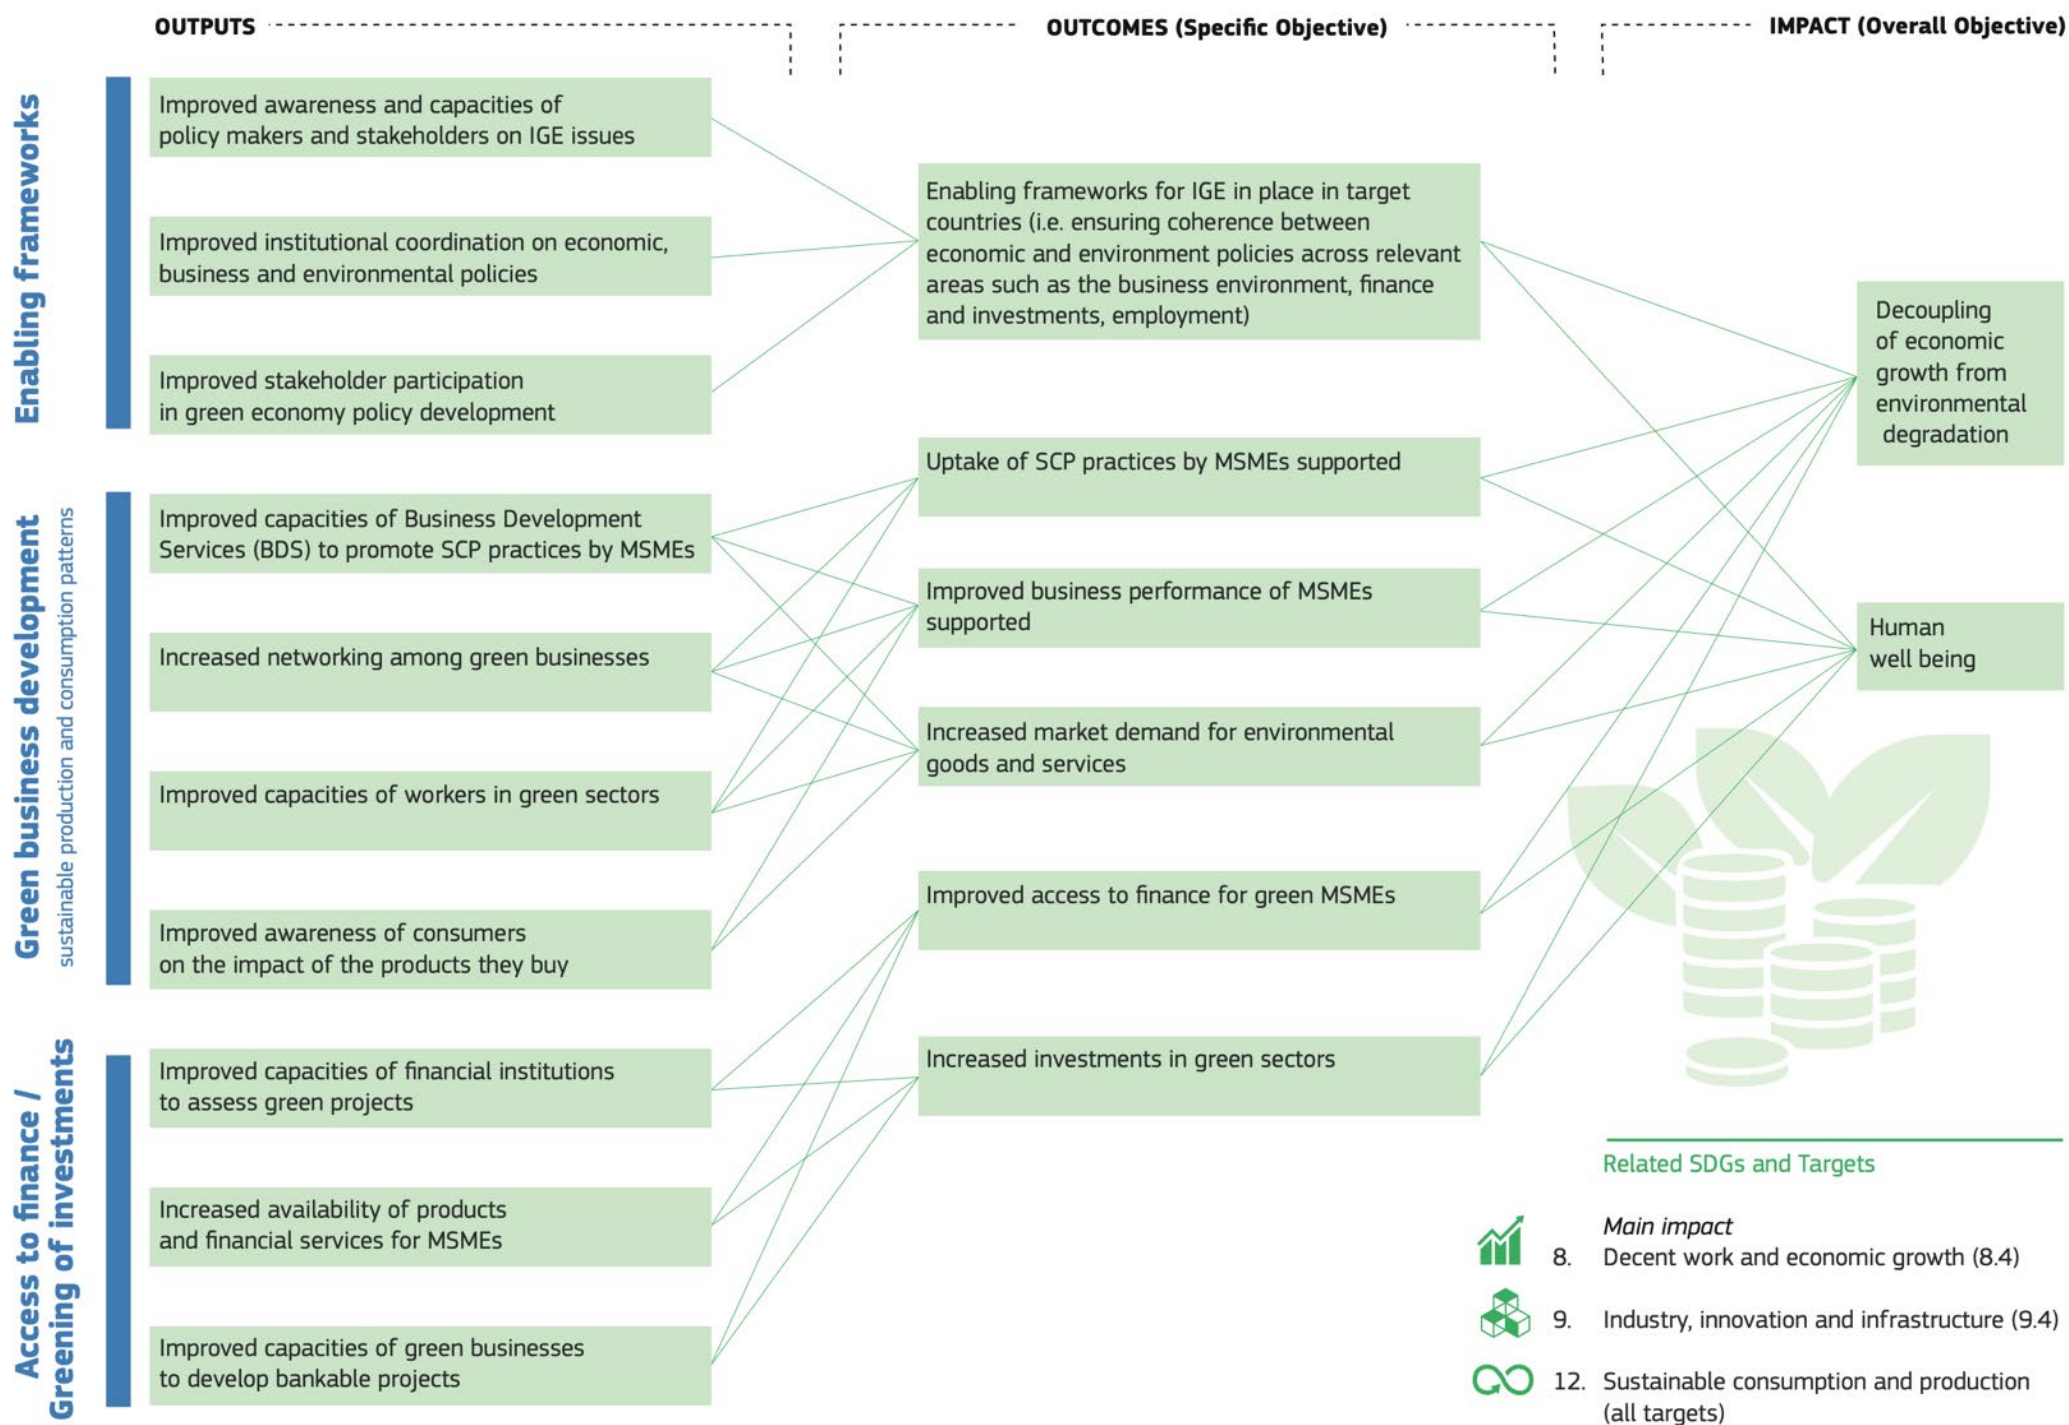 OUTPUTS
OUTCOMES (Specific Objective)
IMPACT (Overall Objective)
Enabling frameworks
Improved awareness and capacities of
policy makers and stakeholders on IGE issues
Improved institutional coordination on economic,
business and environmental policies
Improved stakeholder participation
in green economy policy development
Green business development
sustainable production and consumption patterns
Improved capacities of Business Development
Services (BDS) to promote SCP practices by MSMEs
Increased networking among green businesses
Improved capacities of workers in green sectors
Improved awareness of consumers
on the impact of the products they buy
Access to finance /
Greening of investments
Improved capacities of financial institutions
to assess green projects
Increased availability of products
and financial services for MSMEs
Improved capacities of green businesses
to develop bankable projects
Enabling frameworks for IGE in place in target
countries (i.e. ensuring coherence between
economic and environment policies across relevant
areas such as the business environment, finance
and investments, employment)
Uptake of SCP practices by MSMEs supported
Improved business performance of MSMEs
supported
Increased market demand for environmental
goods and services
Improved access to finance for green MSMEs
Increased investments in green sectors
Decoupling
of economic
growth from
environmental
degradation
Human
well being
Related SDGs and Targets
Main impact
8. Decent work and economic growth (8.4)
9. Industry, innovation and infrastructure (9.4)
12. Sustainable consumption and production
(all targets)